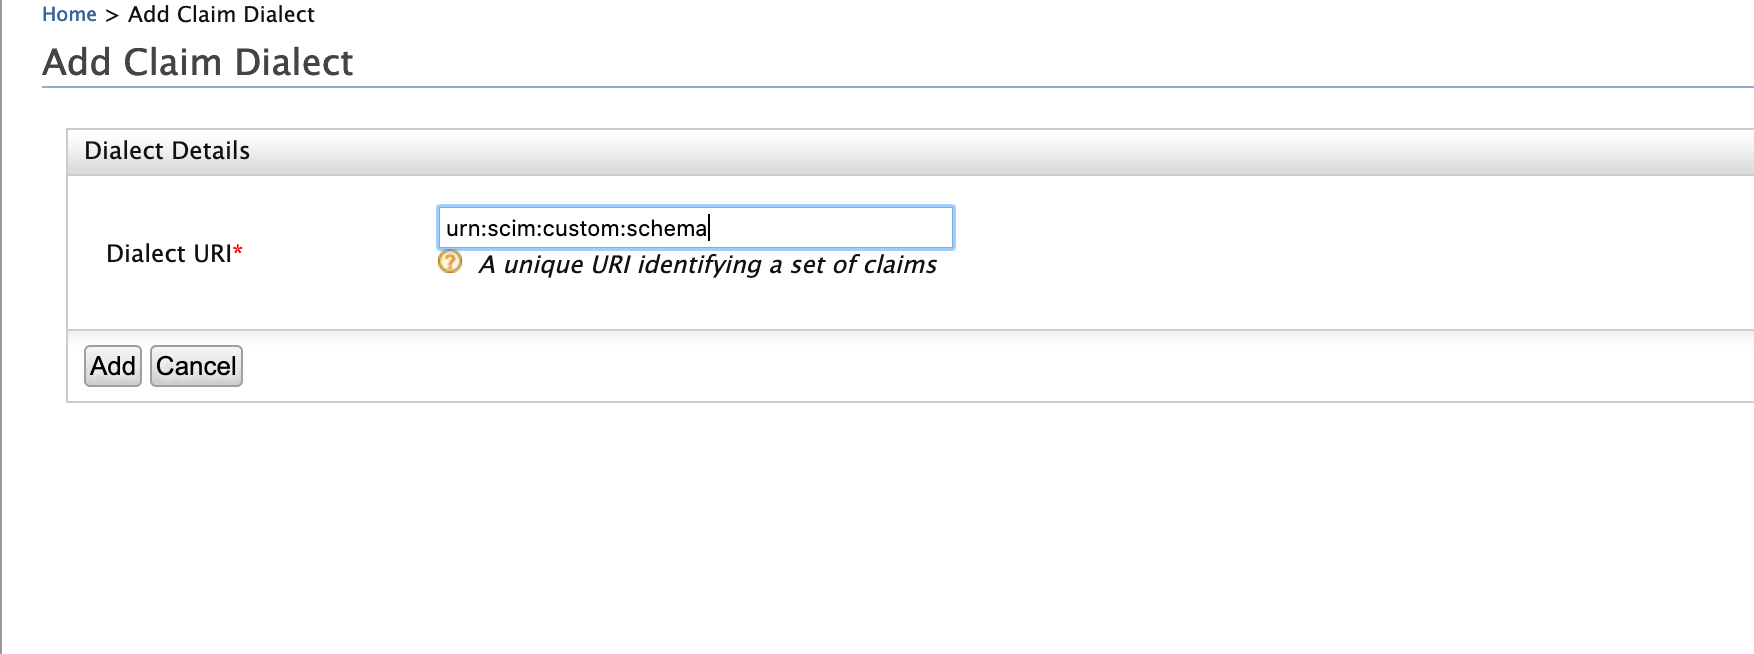 Home > Add Claim Dialect
Add Claim Dialect
Dialect Details
Dialect URI*
urn:scim:custom:schema
A unique URI identifying a set of claims
Add Cancel